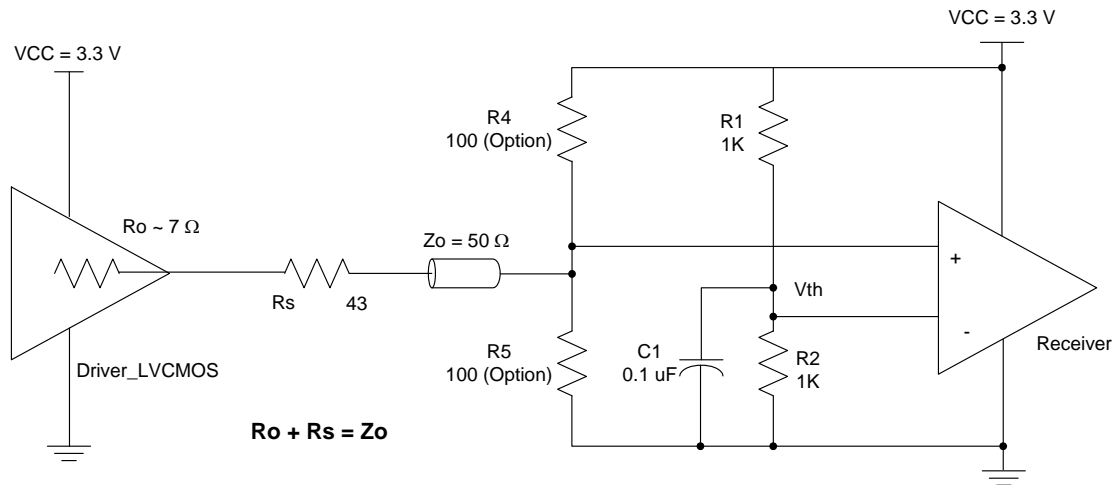 VCC = 3.3 V
VCC = 3.3 V
R4
100 (Option)
R1
1K
Ro ~ 7 Ω
Zo = 50 Ω
+
Rs
43
Vth
-
Receiver
R5
100 (Option)
C1
0.1 uF
R2
1K
Driver_LVCMOS
Ro + Rs = Zo